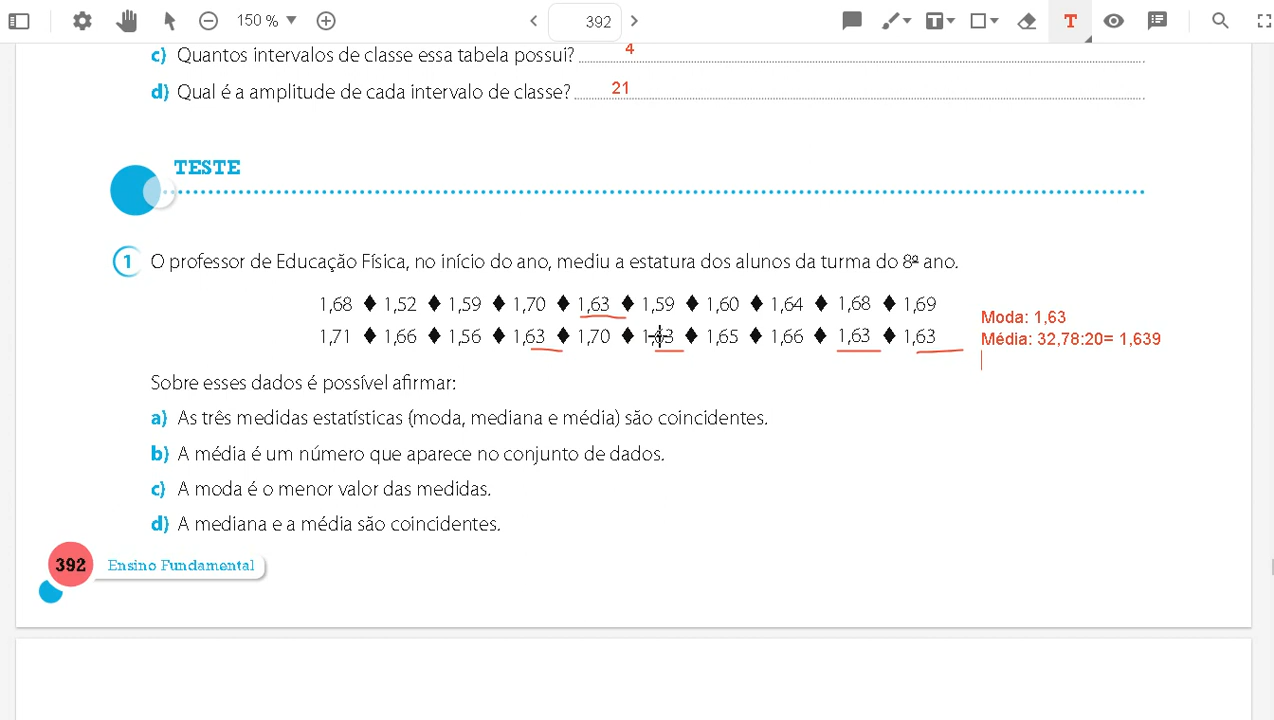 150 %
392
c) Quantos intervalos de classe essa tabela possui? 4
d) Qual é a amplitude de cada intervalo de classe? 21
TESTE
1 O professor de Educação Física, no início do ano, mediu a estatura dos alunos da turma do 8º ano.
1,68 ♦ 1,52 ♦ 1,59 ♦ 1,70 ♦ 1,63 ♦ 1,59 ♦ 1,60 ♦ 1,64 ♦ 1,68 ♦ 1,69
1,71 ♦ 1,66 ♦ 1,56 ♦ 1,63 ♦ 1,70 ♦ 1,63 ♦ 1,65 ♦ 1,66 ♦ 1,63 ♦ 1,63
Moda: 1,63
Média: 32,78:20= 1,639
Sobre esses dados é possível afirmar:
a) As três medidas estatísticas (moda, mediana e média) são coincidentes.
b) A média é um número que aparece no conjunto de dados.
c) A moda é o menor valor das medidas.
d) A mediana e a média são coincidentes.
392 Ensino Fundamental